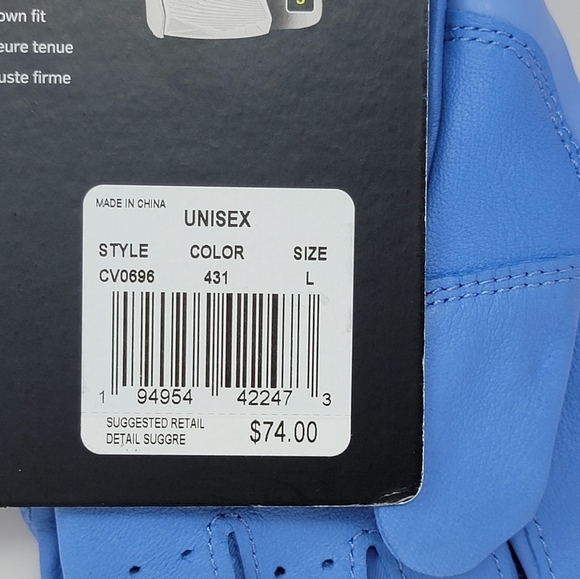 own fit
eure tenue
uste firme
MADE IN CHINA
UNISEX
STYLE COLOR SIZE
CV0696 431 L
1 94954 42247 3
SUGGESTED RETAIL
DETAIL SUGGRE
$74.00